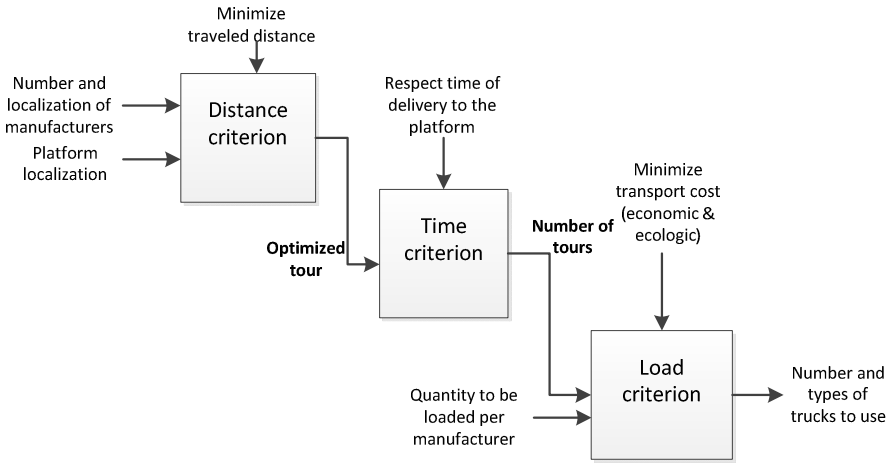 Minimize
traveled distance
Number and
localization of
manufacturers
Platform
localization
Distance
criterion
Respect time of
delivery to the
platform
Optimized
tour
Time
criterion
Number of
tours
Minimize
transport cost
(economic &
ecologic)
Quantity to be
loaded per
manufacturer
Load
criterion
Number and
types of
trucks to use